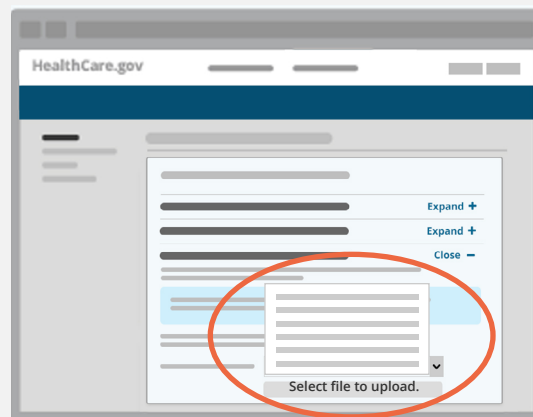 HealthCare.gov
Expand +
Expand +
Close −
Select file to upload.